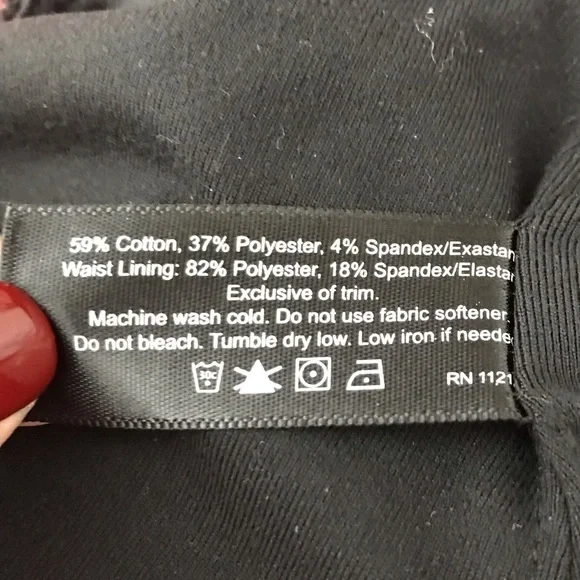 59% Cotton, 37% Polyester, 4% Spandex/Exastan
Waist Lining: 82% Polyester, 18% Spandex/Elasta
Exclusive of trim.
Machine wash cold. Do not use fabric softener.
Do not bleach. Tumble dry low. Low iron if neede
30c
RN 1121